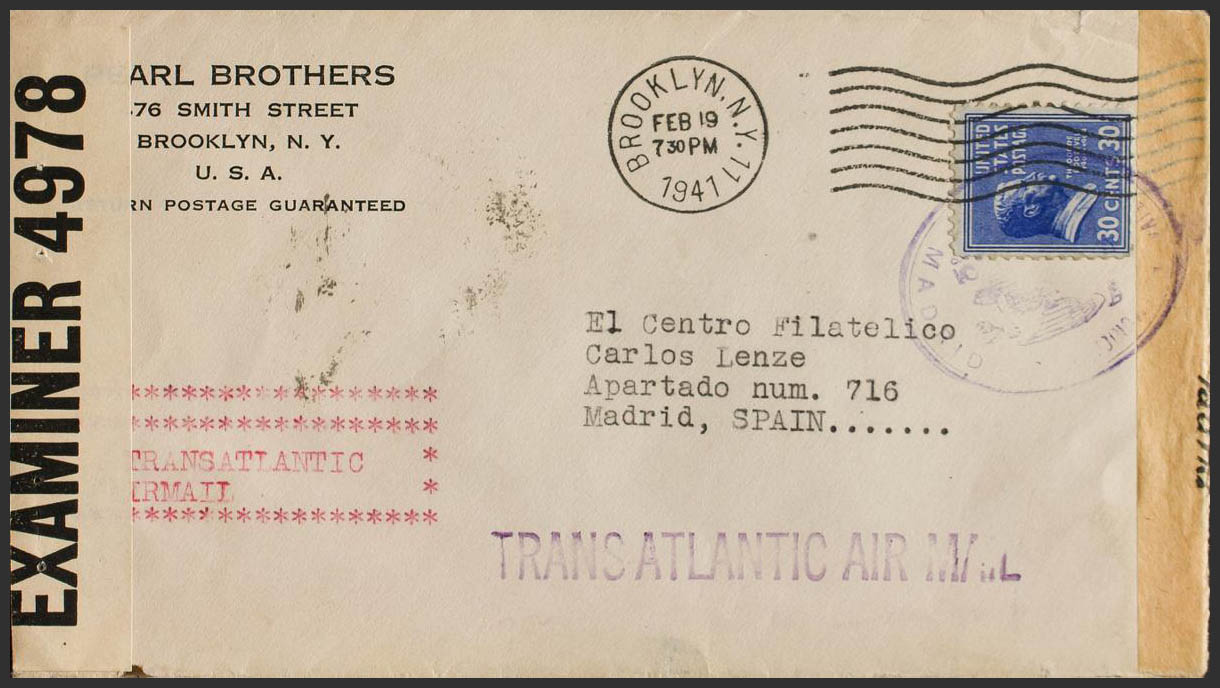 EXAMINER 4978
ARL BROTHERS
76 SMITH STREET
BROOKLYN, N. Y.
U. S. A.
RN POSTAGE GUARANTEED
BROOKLYN, N.Y. 11
FEB 19
7 30 PM
1941
UNITED
STATES
POSTAGE
30 CENTS 30
MADRID
El Centro Filatelico
Carlos Lenze
Apartado num. 716
Madrid, SPAIN.......
*****************
*****************
TRANSATLANTIC *
IRMAIL *
*****************
TRANSATLANTIC AIR MAIL